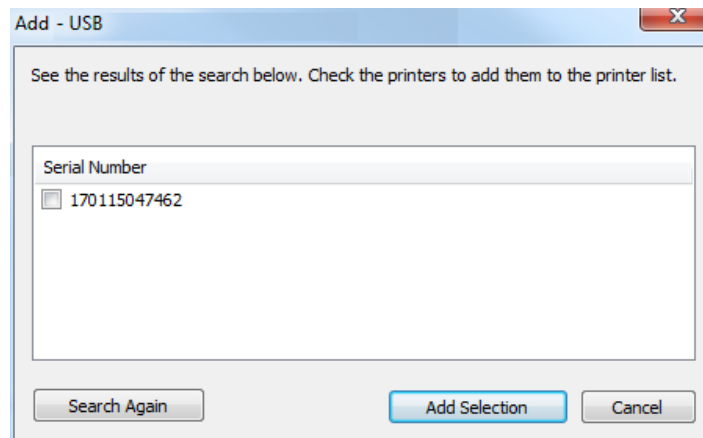 Add - USB
See the results of the search below. Check the printers to add them to the printer list.
Serial Number
170115047462
Search Again
Add Selection
Cancel